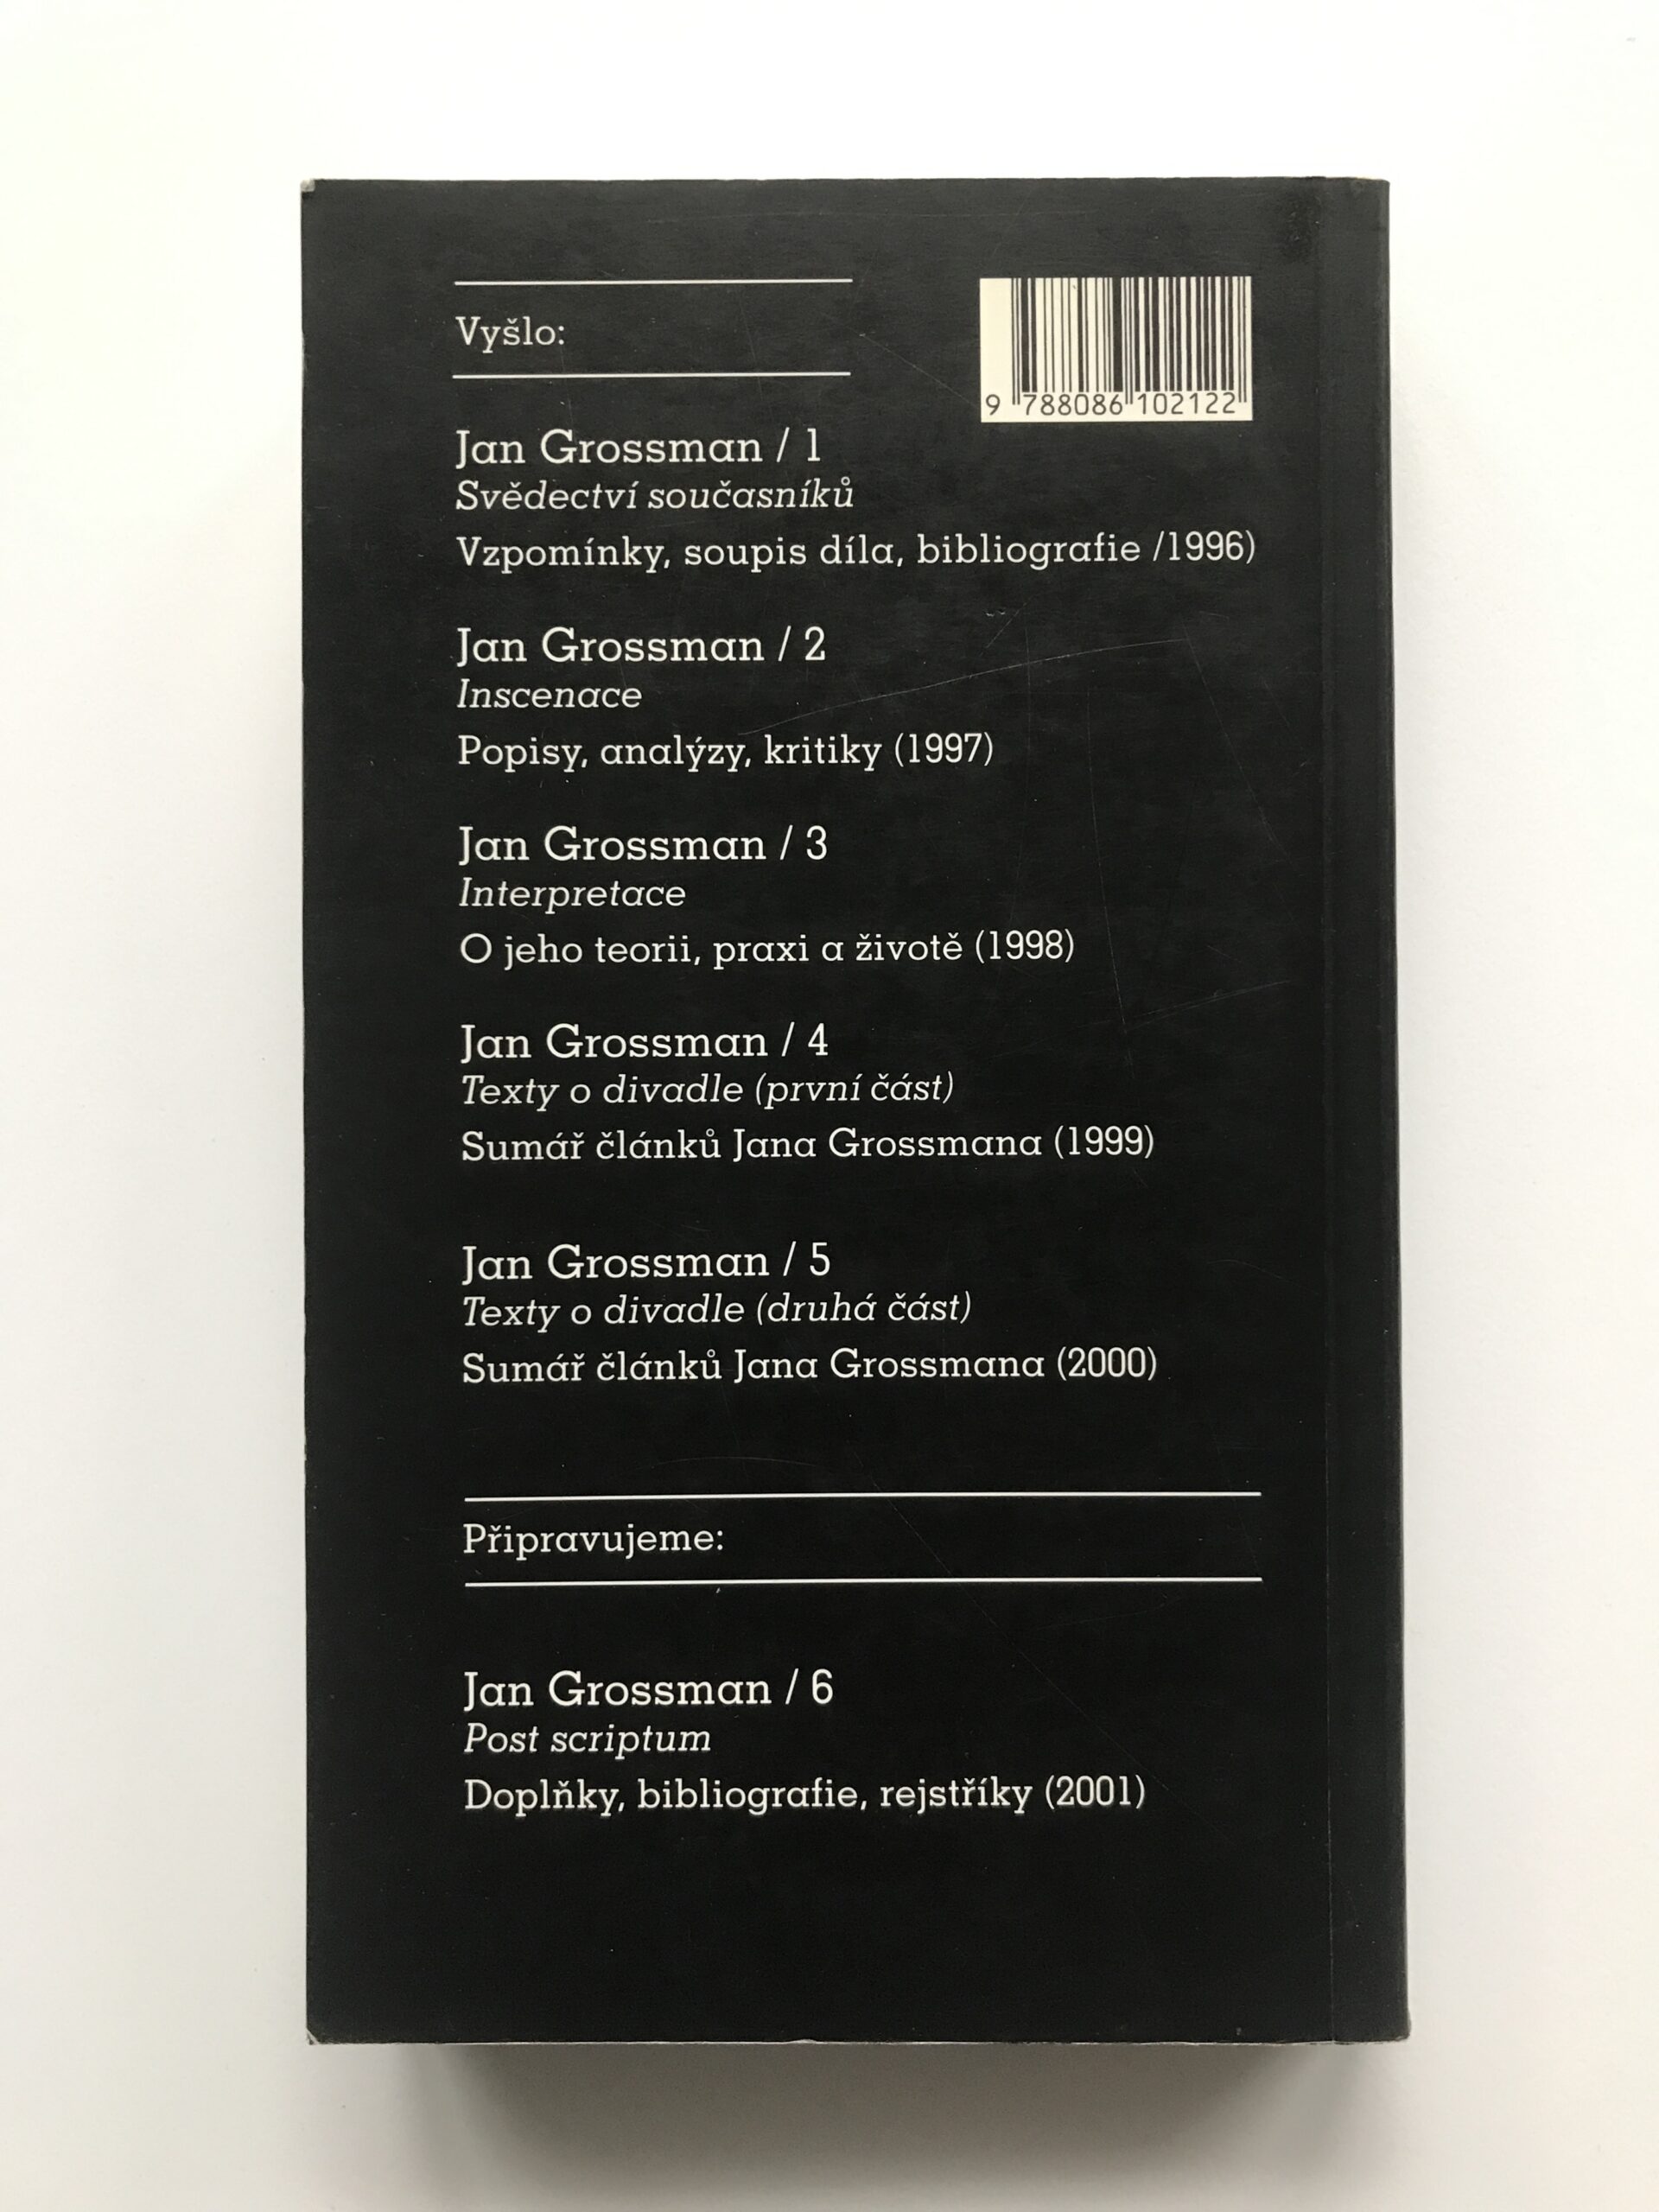 Vyšlo:
9 788086 102122
Jan Grossman / 1
Svědectví současníků
Vzpomínky, soupis díla, bibliografie /1996)
Jan Grossman / 2
Inscenace
Popisy, analýzy, kritiky (1997)
Jan Grossman / 3
Interpretace
O jeho teorii, praxi a životě (1998)
Jan Grossman / 4
Texty o divadle (první část)
Sumář článků Jana Grossmana (1999)
Jan Grossman / 5
Texty o divadle (druhá část)
Sumář článků Jana Grossmana (2000)
Připravujeme:
Jan Grossman / 6
Post scriptum
Doplňky, bibliografie, rejstříky (2001)